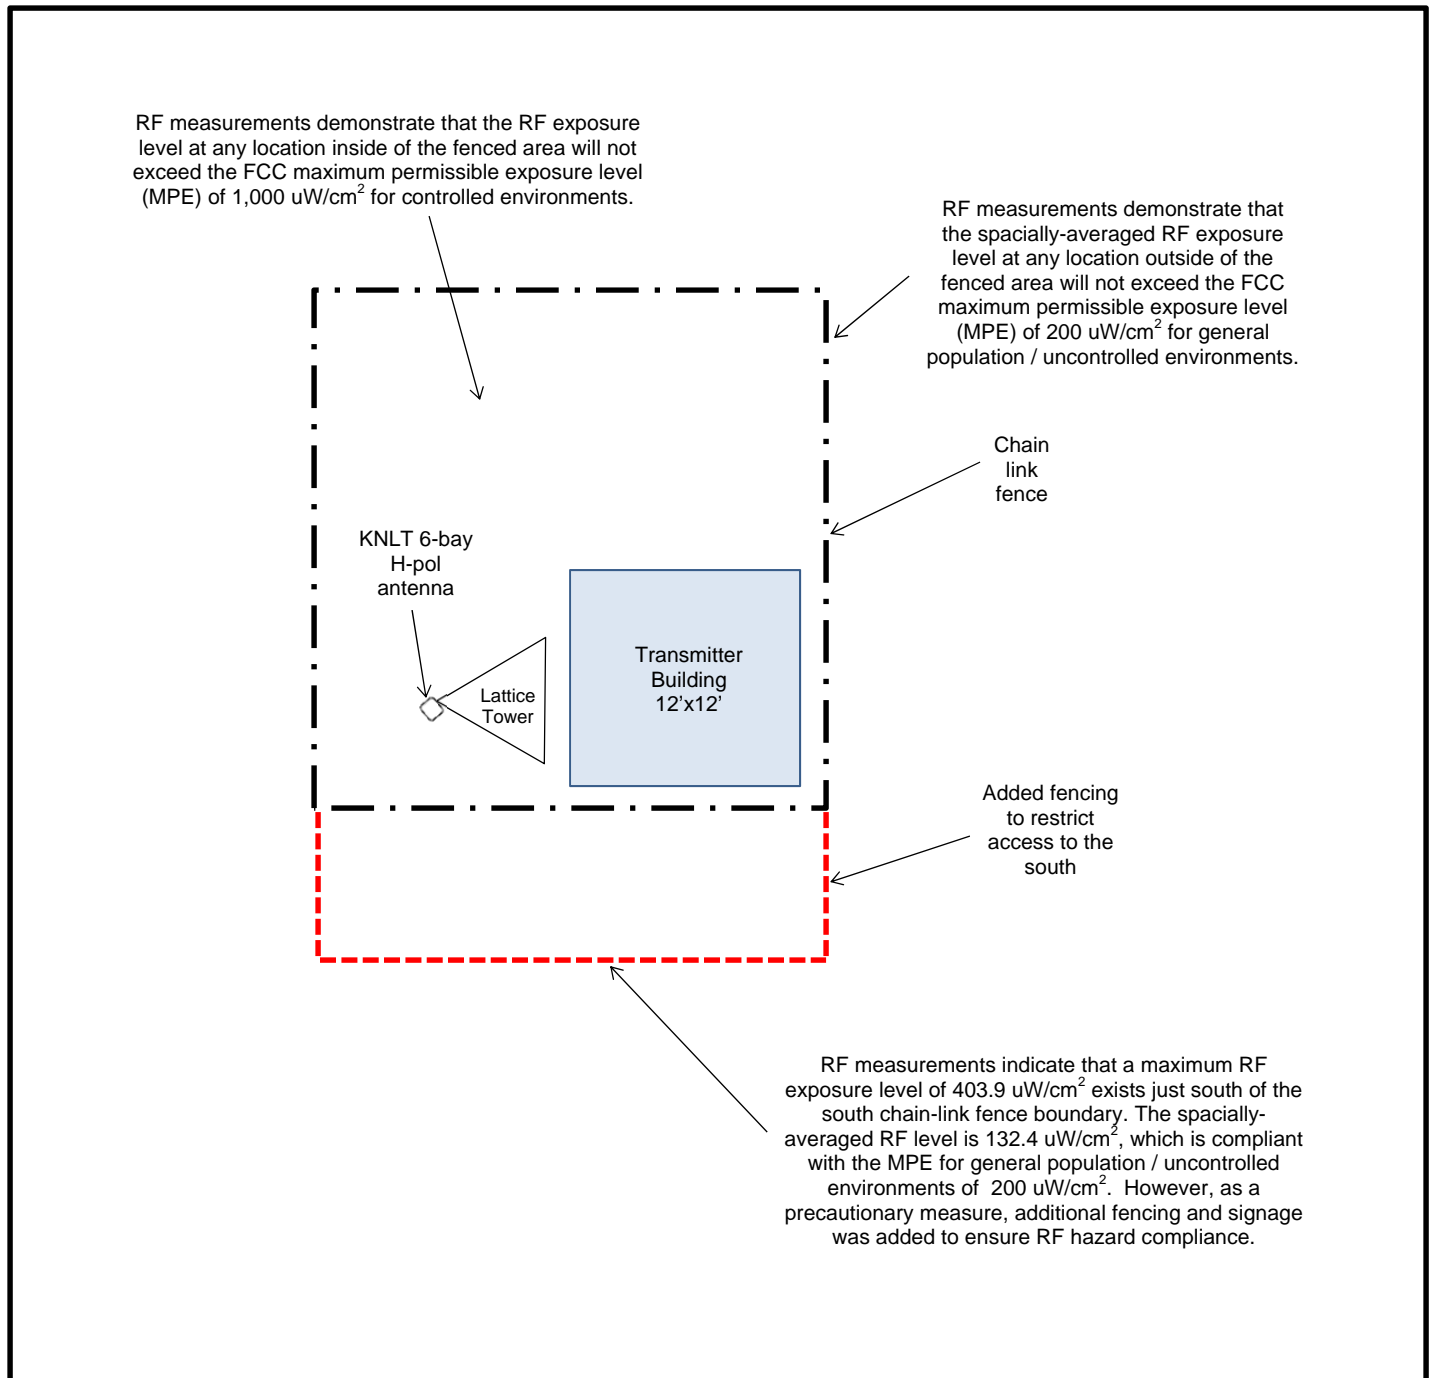 RF measurements demonstrate that the RF exposure
level at any location inside of the fenced area will not
exceed the FCC maximum permissible exposure level
(MPE) of 1,000 uW/cm² for controlled environments.
RF measurements demonstrate that
the spacially-averaged RF exposure
level at any location outside of the
fenced area will not exceed the FCC
maximum permissible exposure level
(MPE) of 200 uW/cm² for general
population / uncontrolled environments.
Chain
link
fence
KNLT 6-bay
H-pol
antenna
Lattice
Tower
Transmitter
Building
12’x12’
Added fencing
to restrict
access to the
south
RF measurements indicate that a maximum RF
exposure level of 403.9 uW/cm² exists just south of the
south chain-link fence boundary. The spacially-
averaged RF level is 132.4 uW/cm², which is compliant
with the MPE for general population / uncontrolled
environments of  200 uW/cm².  However, as a
precautionary measure, additional fencing and signage
was added to ensure RF hazard compliance.